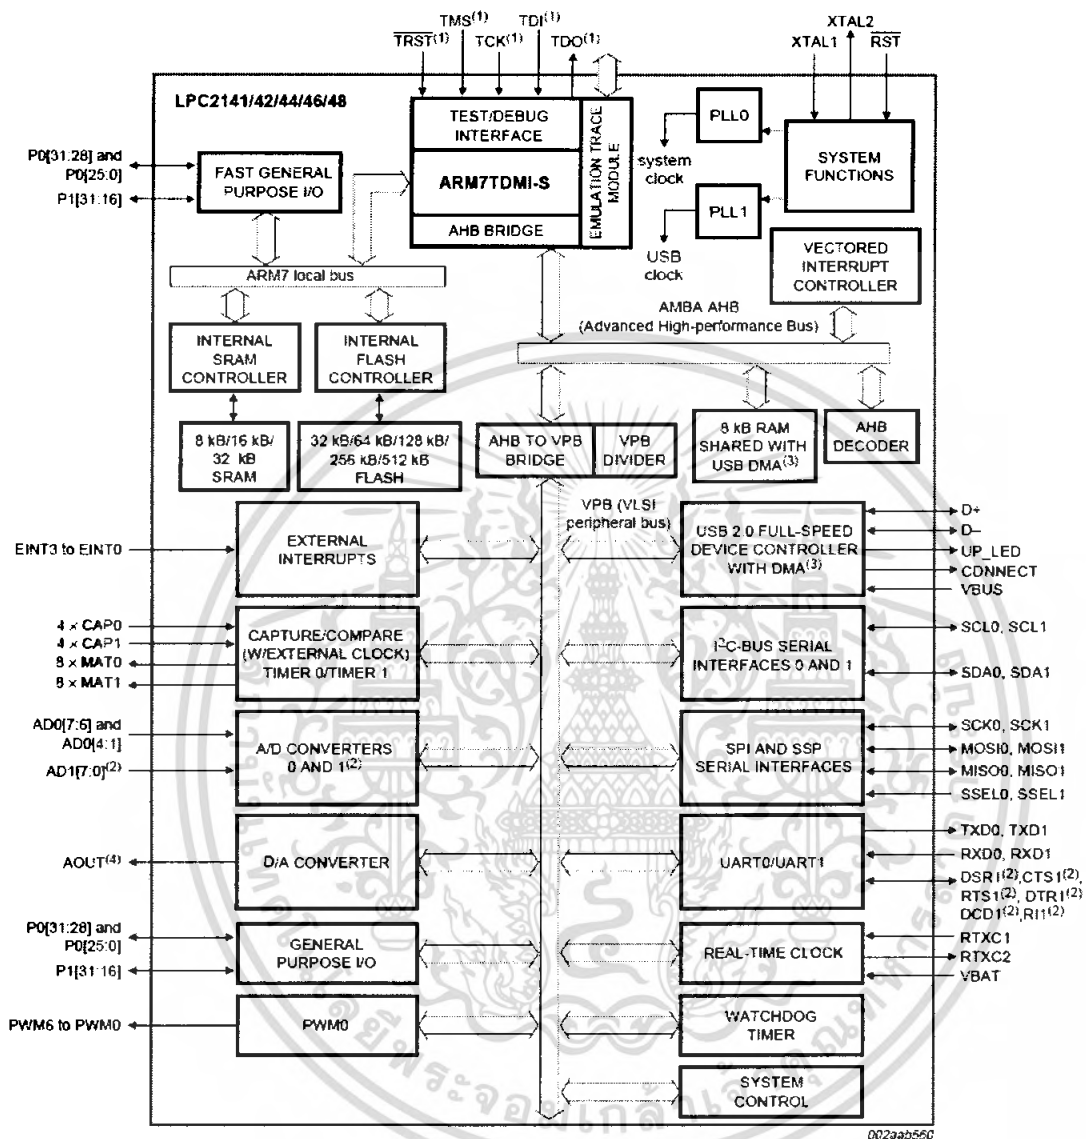 TMS(1) TDI(1)
TRST(1) TCK(1) TDO(1)
XTAL2
XTAL1 RST
LPC2141/42/44/46/48
TEST/DEBUG
INTERFACE
ARM7TDMI-S
AHB BRIDGE
EMULATION TRACE
MODULE
PLL0
system
clock
PLL1
USB
clock
SYSTEM
FUNCTIONS
P0[31:28] and
P0[25:0]
P1[31:16]
FAST GENERAL
PURPOSE I/O
ARM7 local bus
VECTORED
INTERRUPT
CONTROLLER
AMBA AHB
(Advanced High-performance Bus)
INTERNAL
SRAM
CONTROLLER
INTERNAL
FLASH
CONTROLLER
8 kB/16 kB/
32 kB
SRAM
32 kB/64 kB/128 kB/
256 kB/512 kB
FLASH
AHB TO VPB
BRIDGE
VPB
DIVIDER
8 kB RAM
SHARED WITH
USB DMA(3)
AHB
DECODER
VPB (VLSI
peripheral bus)
EINT3 to EINT0
EXTERNAL
INTERRUPTS
USB 2.0 FULL-SPEED
DEVICE CONTROLLER
WITH DMA(3)
D+
D−
UP_LED
CONNECT
VBUS
4 × CAP0
4 × CAP1
8 × MAT0
8 × MAT1
CAPTURE/COMPARE
(W/EXTERNAL CLOCK)
TIMER 0/TIMER 1
I2C-BUS SERIAL
INTERFACES 0 AND 1
SCL0, SCL1
SDA0, SDA1
AD0[7:6] and
AD0[4:1]
AD1[7:0](2)
A/D CONVERTERS
0 AND 1(2)
SPI AND SSP
SERIAL INTERFACES
SCK0, SCK1
MOSI0, MOSI1
MISO0, MISO1
SSEL0, SSEL1
AOUT(4)
D/A CONVERTER
UART0/UART1
TXD0, TXD1
RXD0, RXD1
DSR1(2),CTS1(2),
RTS1(2), DTR1(2)
DCD1(2),RI1(2)
P0[31:28] and
P0[25:0]
P1[31:16]
GENERAL
PURPOSE I/O
REAL-TIME CLOCK
RTXC1
RTXC2
VBAT
PWM6 to PWM0
PWM0
WATCHDOG
TIMER
SYSTEM
CONTROL
002aab560